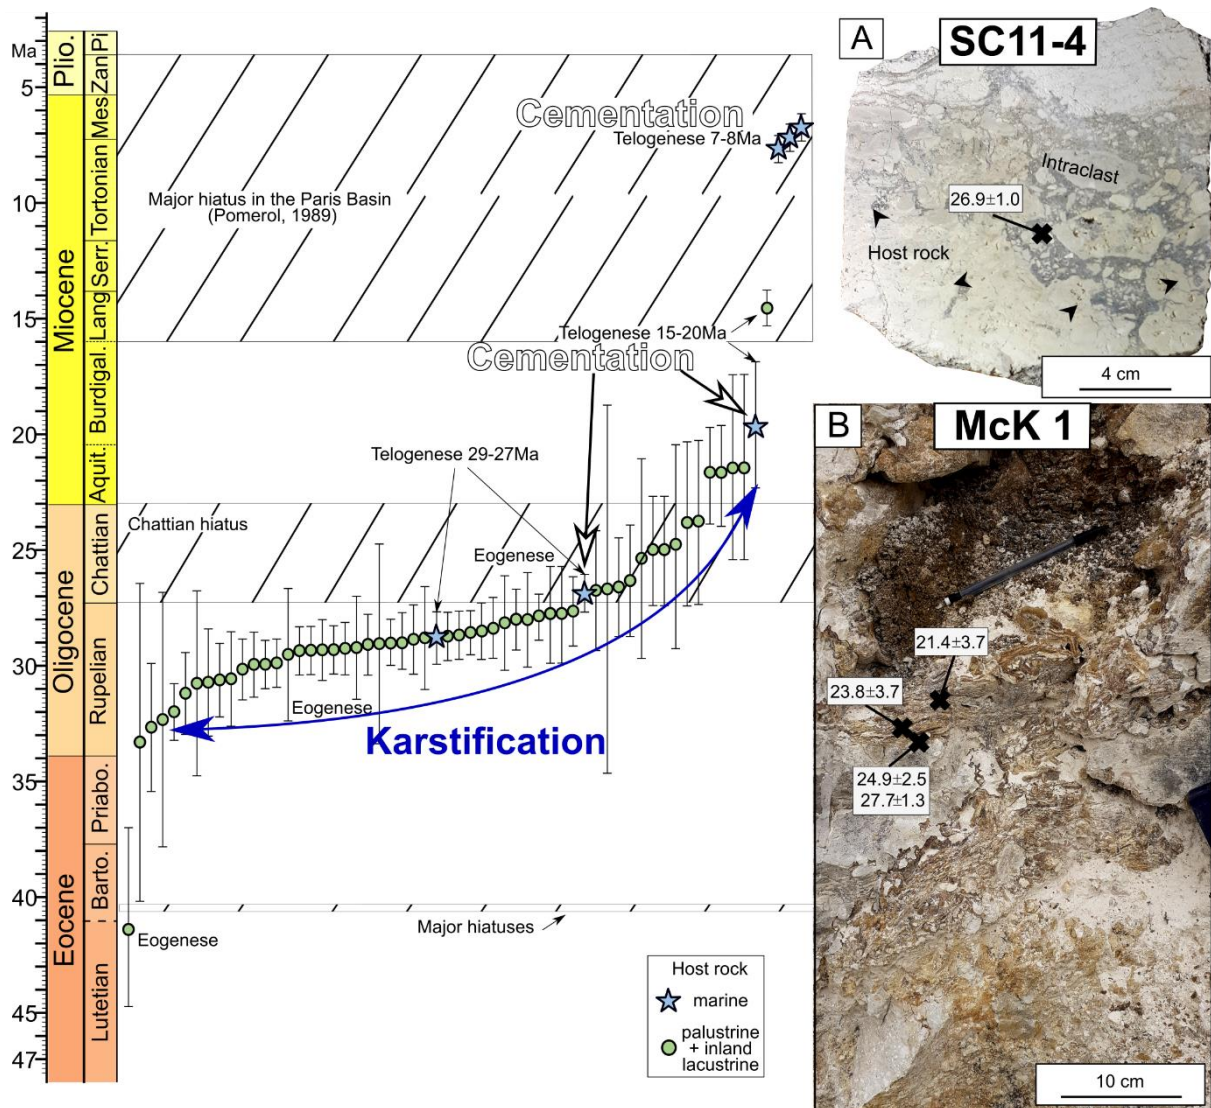 Ma
Plio.
Miocene
Oligocene
Eocene
Pi
Zan
Mes
Tortonian
Serr.
Lang
Burdigal.
Aquit.
Chattian
Rupelian
Priabo.
Barto.
Lutetian
5
10
15
20
25
30
35
40
45
47
Cementation
Telogenese 7-8Ma
Major hiatus in the Paris Basin
(Pomerol, 1989)
Telogenese 15-20Ma
Cementation
Telogenese 29-27Ma
Chattian hiatus
Eogenese
Eogenese
Karstification
Major hiatuses
Eogenese
Host rock
marine
palustrine
+ inland
lacustrine
A
SC11-4
Intraclast
26.9±1.0
Host rock
4 cm
B
McK 1
21.4±3.7
23.8±3.7
24.9±2.5
27.7±1.3
10 cm